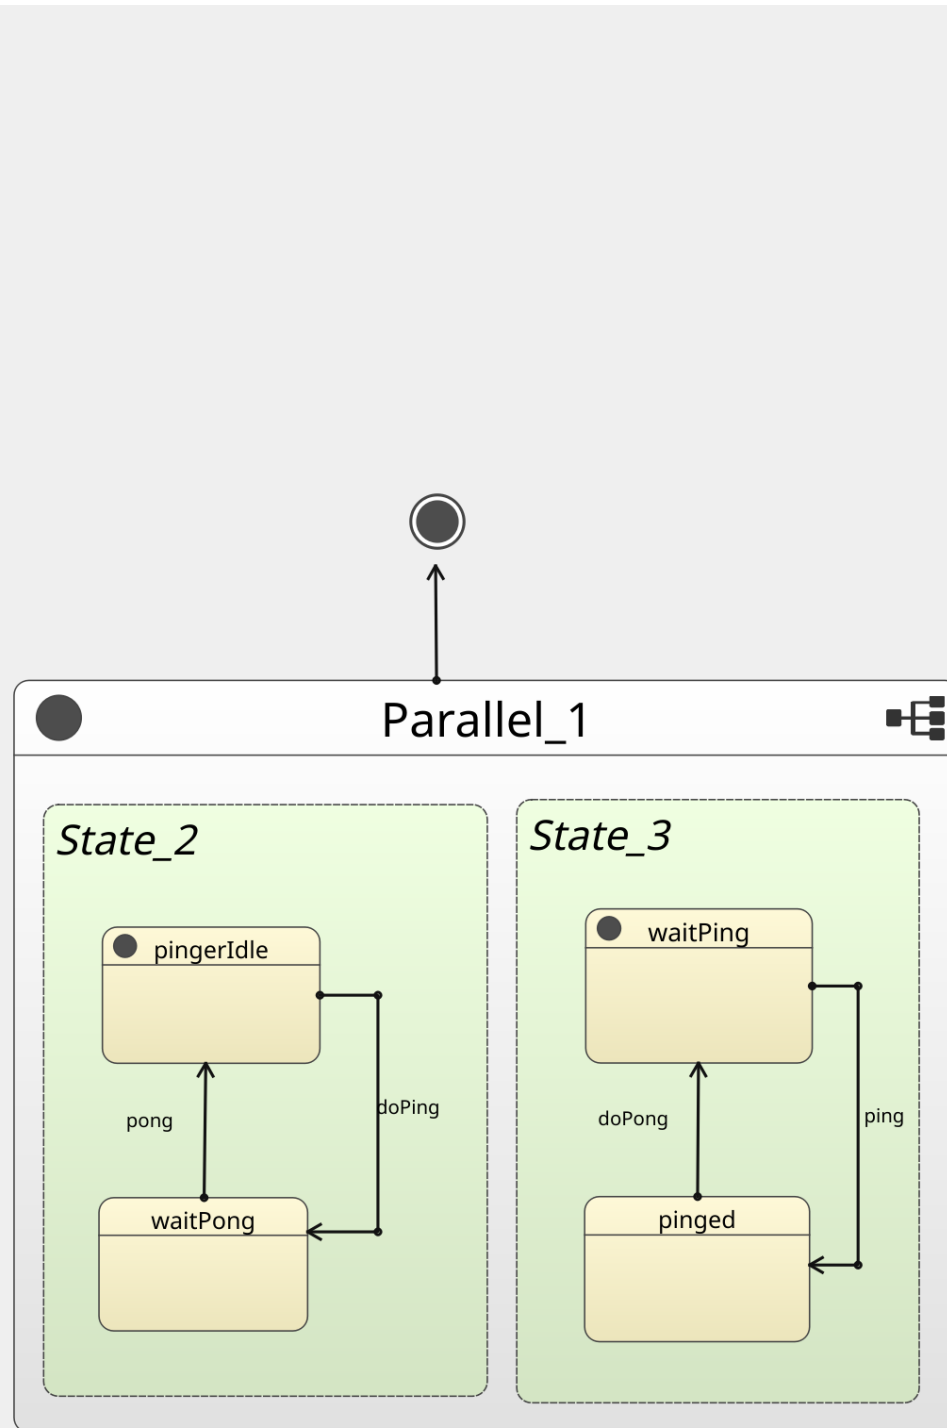 Parallel_1
State_2
State_3
pingerIdle
waitPing
pong
doPing
doPong
ping
waitPong
pinged